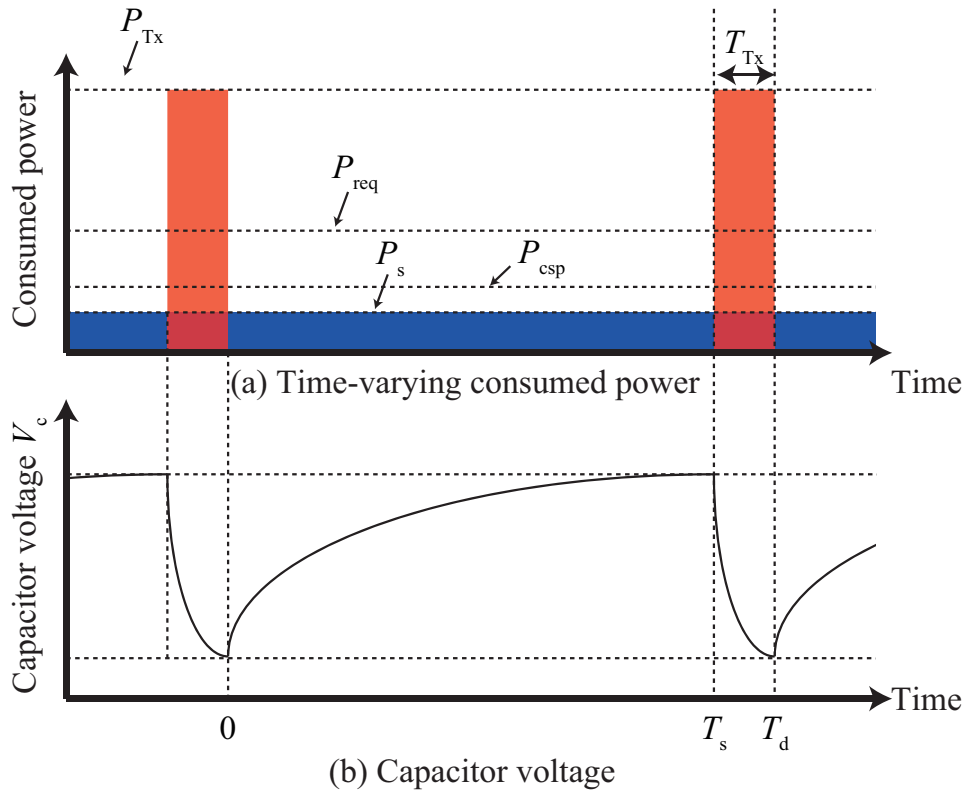 P_Tx
T_Tx
Consumed power
P_req
P_s
P_csp
(a) Time-varying consumed power
Time
Capacitor voltage V_c
Time
0
T_s
T_d
(b) Capacitor voltage